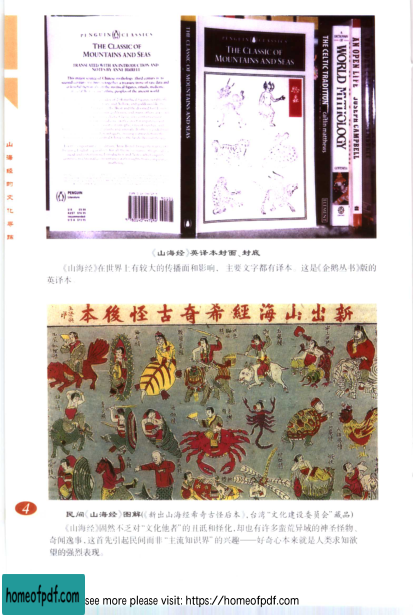 PENGUIN CLASSICS
THE CLASSIC OF
MOUNTAINS AND SEAS
TRANSLATED WITH AN INTRODUCTION AND
NOTES BY ANNE BIRRELL
THE CLASSIC OF MOUNTAINS AND SEAS
PENGUIN CLASSICS
THE CLASSIC OF
MOUNTAINS AND SEAS
THE CELTIC TRADITION
Caitlin Matthews
WORLD MYTHOLOGY
AN OPEN LIFE
JOSEPH CAMPBELL
山海经的文化寻踪
《山海经》英译本封面、封底
《山海经》在世界上有较大的传播面和影响，主要文字都有译本。这是《企鹅丛书》版的
英译本。
新出山海經希奇古怪後本
4
民间《山海经》图解(《新出山海经希奇古怪后本》，台湾“文化建设委员会”藏品)
《山海经》固然不乏对“文化他者”的丑诋和怪化，却也有许多蛮荒异域的神圣怪物、
奇闻逸事，这首先引起民间而非“主流知识界”的兴趣——好奇心本来就是人类求知欲
望的强烈表现。
homeofpdf.com
see more please visit: https://homeofpdf.com